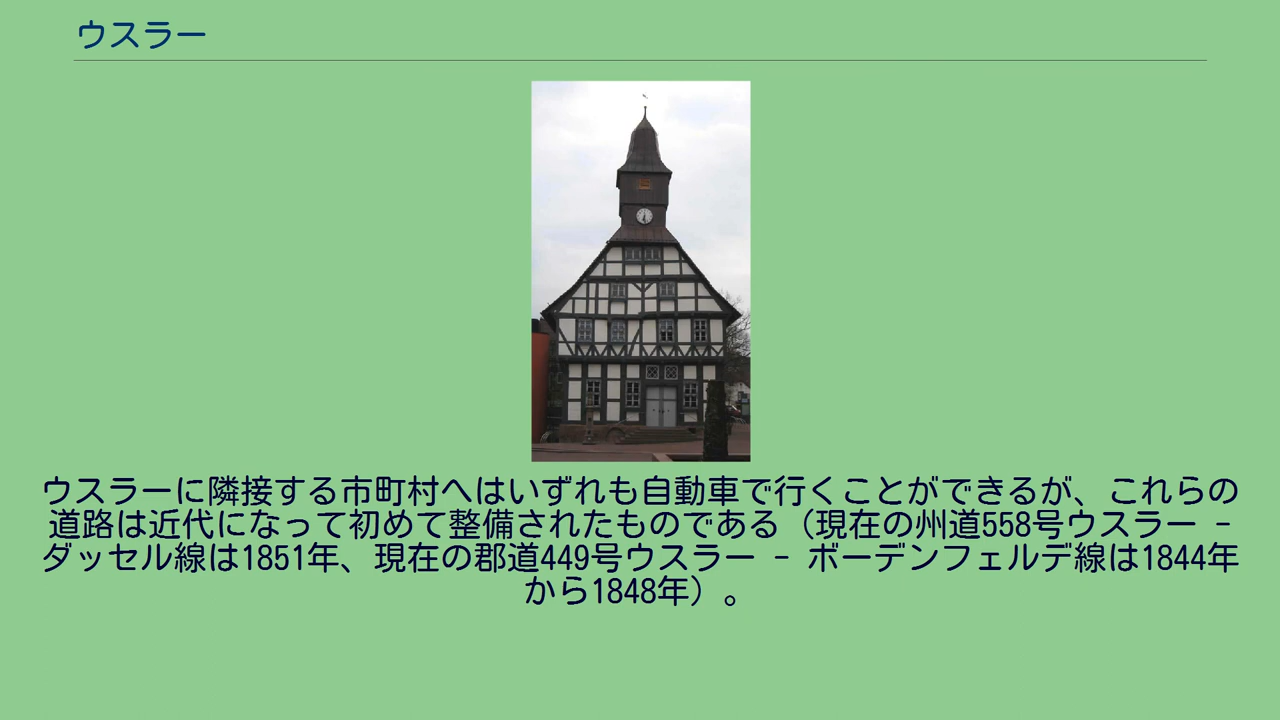 ウスラー
ウスラーに隣接する市町村へはいずれも自動車で行くことができるが、これらの
道路は近代になって初めて整備されたものである（現在の州道558号ウスラー -
ダッセル線は1851年、現在の郡道449号ウスラー - ボーデンフェルデ線は1844年
から1848年）。